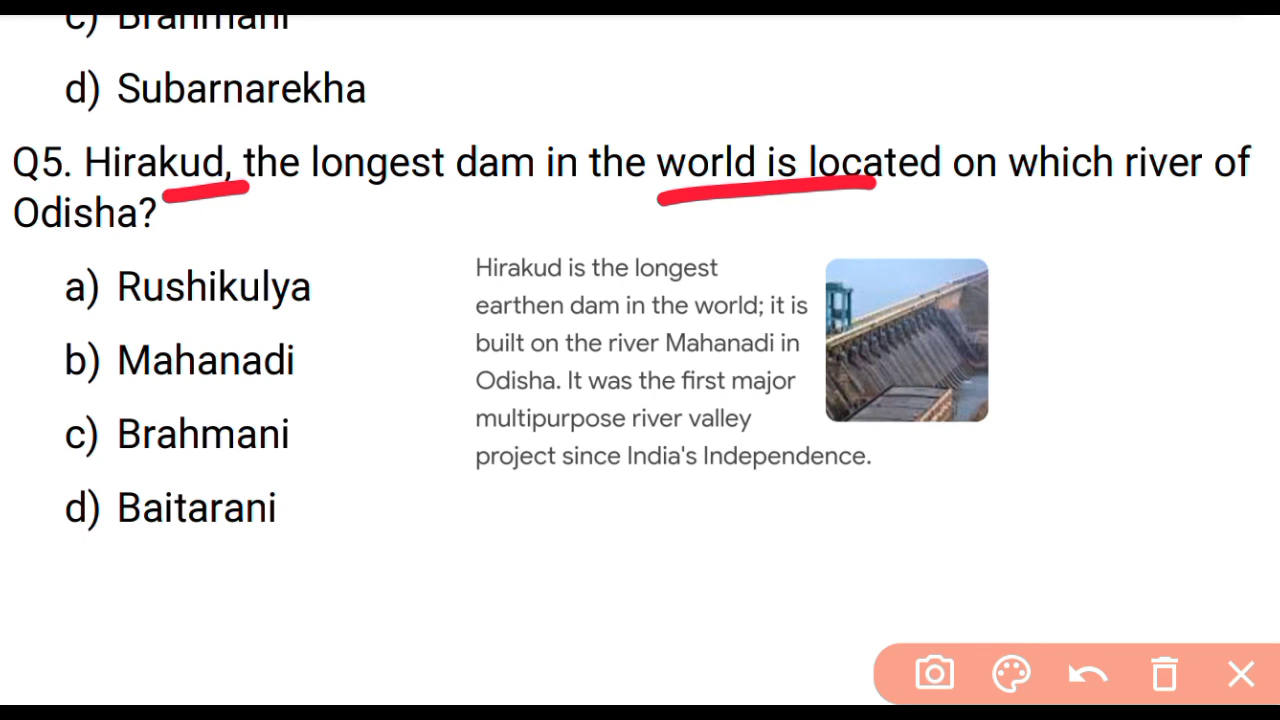 c) Brahmani
d) Subarnarekha
Q5. Hirakud, the longest dam in the world is located on which river of
Odisha?
a) Rushikulya
b) Mahanadi
c) Brahmani
d) Baitarani
Hirakud is the longest
earthen dam in the world; it is
built on the river Mahanadi in
Odisha. It was the first major
multipurpose river valley
project since India's Independence.